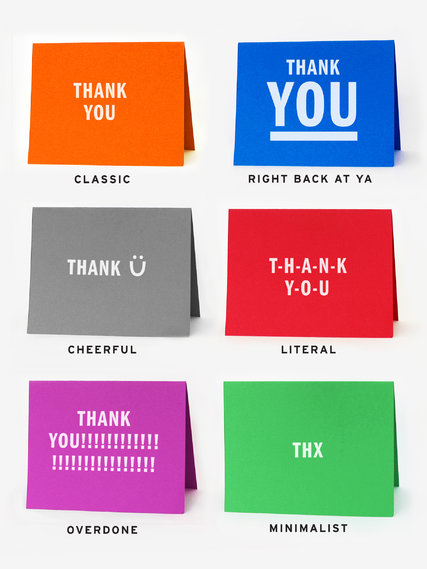 THANK
YOU
CLASSIC
THANK
YOU
RIGHT BACK AT YA
THANK Ü
CHEERFUL
T-H-A-N-K
Y-O-U
LITERAL
THANK
YOU!!!!!!!!!!!!
!!!!!!!!!!!!!!!!
OVERDONE
THX
MINIMALIST